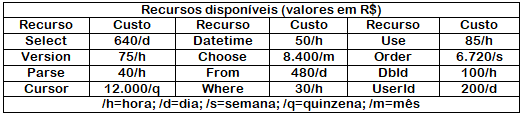 Recursos disponíveis (valores em R$)
Recurso Custo Recurso Custo Recurso Custo
Select 640/d Datetime 50/h Use 85/h
Version 75/h Choose 8.400/m Order 6.720/s
Parse 40/h From 480/d DbId 100/h
Cursor 12.000/q Where 30/h UserId 200/d
/h=hora; /d=dia; /s=semana; /q=quinzena; /m=mês